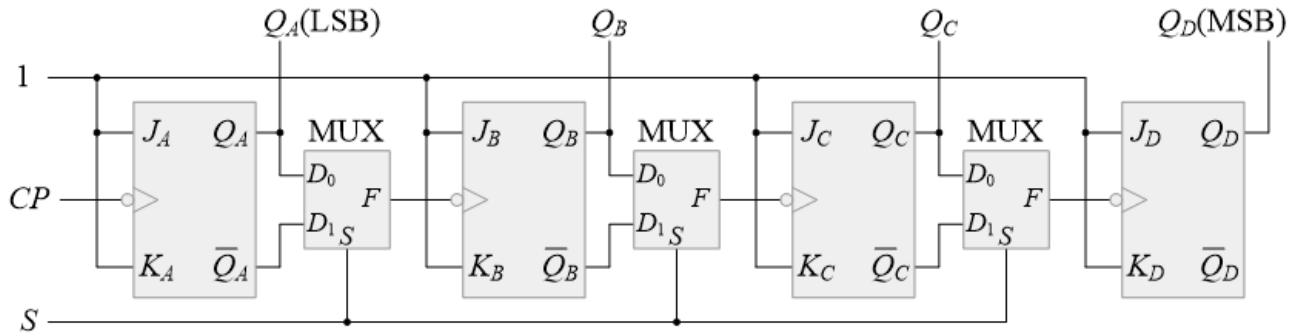 Q_A(LSB) Q_B Q_C Q_D(MSB)
1
MUX MUX MUX
J_A Q_A J_B Q_B J_C Q_C J_D Q_D
D_0 D_0 D_0
CP F F F
D_1 D_1 D_1
S S S
K_A Q̅_A K_B Q̅_B K_C Q̅_C K_D Q̅_D
S